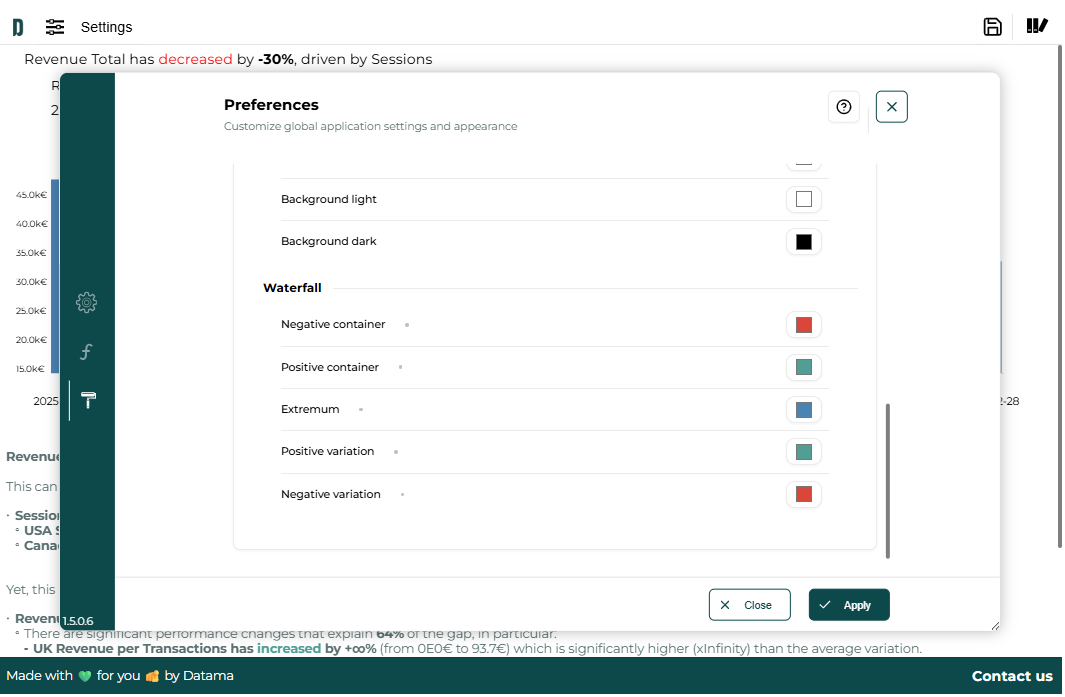 Settings
Revenue Total has decreased by -30%, driven by Sessions
Preferences
Customize global application settings and appearance
Background light
Background dark
Waterfall
Negative container
Positive container
Extremum
Positive variation
Negative variation
45.0k€
40.0k€
35.0k€
30.0k€
25.0k€
20.0k€
15.0k€
2025
2-28
This can
· Session
◦ USA S
◦ Cana
Yet, this
1.5.0.6
Close
Apply
◦ There are significant performance changes that explain 64% of the gap, in particular:
- UK Revenue per Transactions has increased by +∞% (from 0E0€ to 93.7€) which is significantly higher (xInfinity) than the average variation.
Made with 💚 for you 🧀 by Datama
Contact us